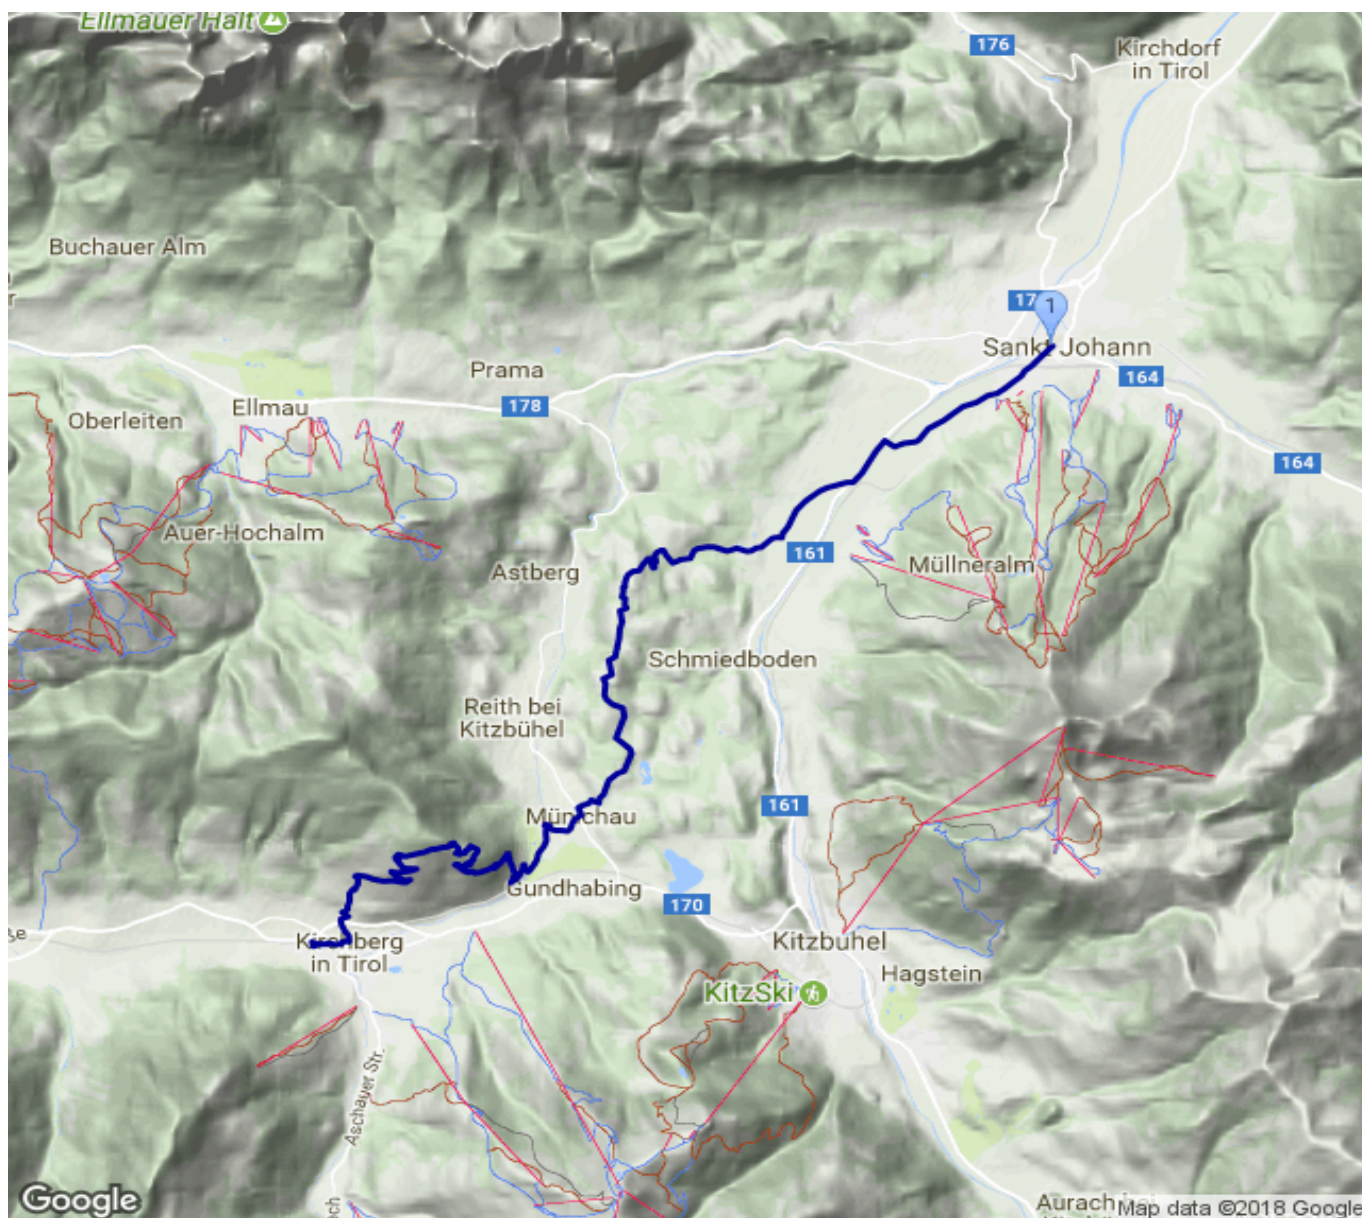 Ellmauer Halt
176
Kirchdorf
in Tirol
Buchauer Alm
1
Sankt Johann
164
Prama
178
Ellmau
Oberleiten
164
Auer-Hochalm
161
Müllneralm
Astberg
Schmiedboden
Reith bei
Kitzbühel
161
Münichau
Gundhabing
170
Kirchberg
in Tirol
Kitzbühel
Hagstein
KitzSki
Aschauer Str.
Google
Aurach bei
Map data ©2018 Google